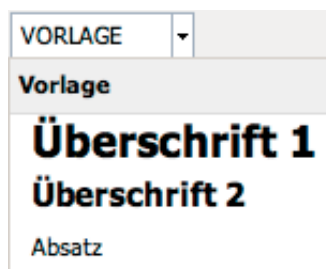 VORLAGE
Vorlage
Überschrift 1
Überschrift 2
Absatz